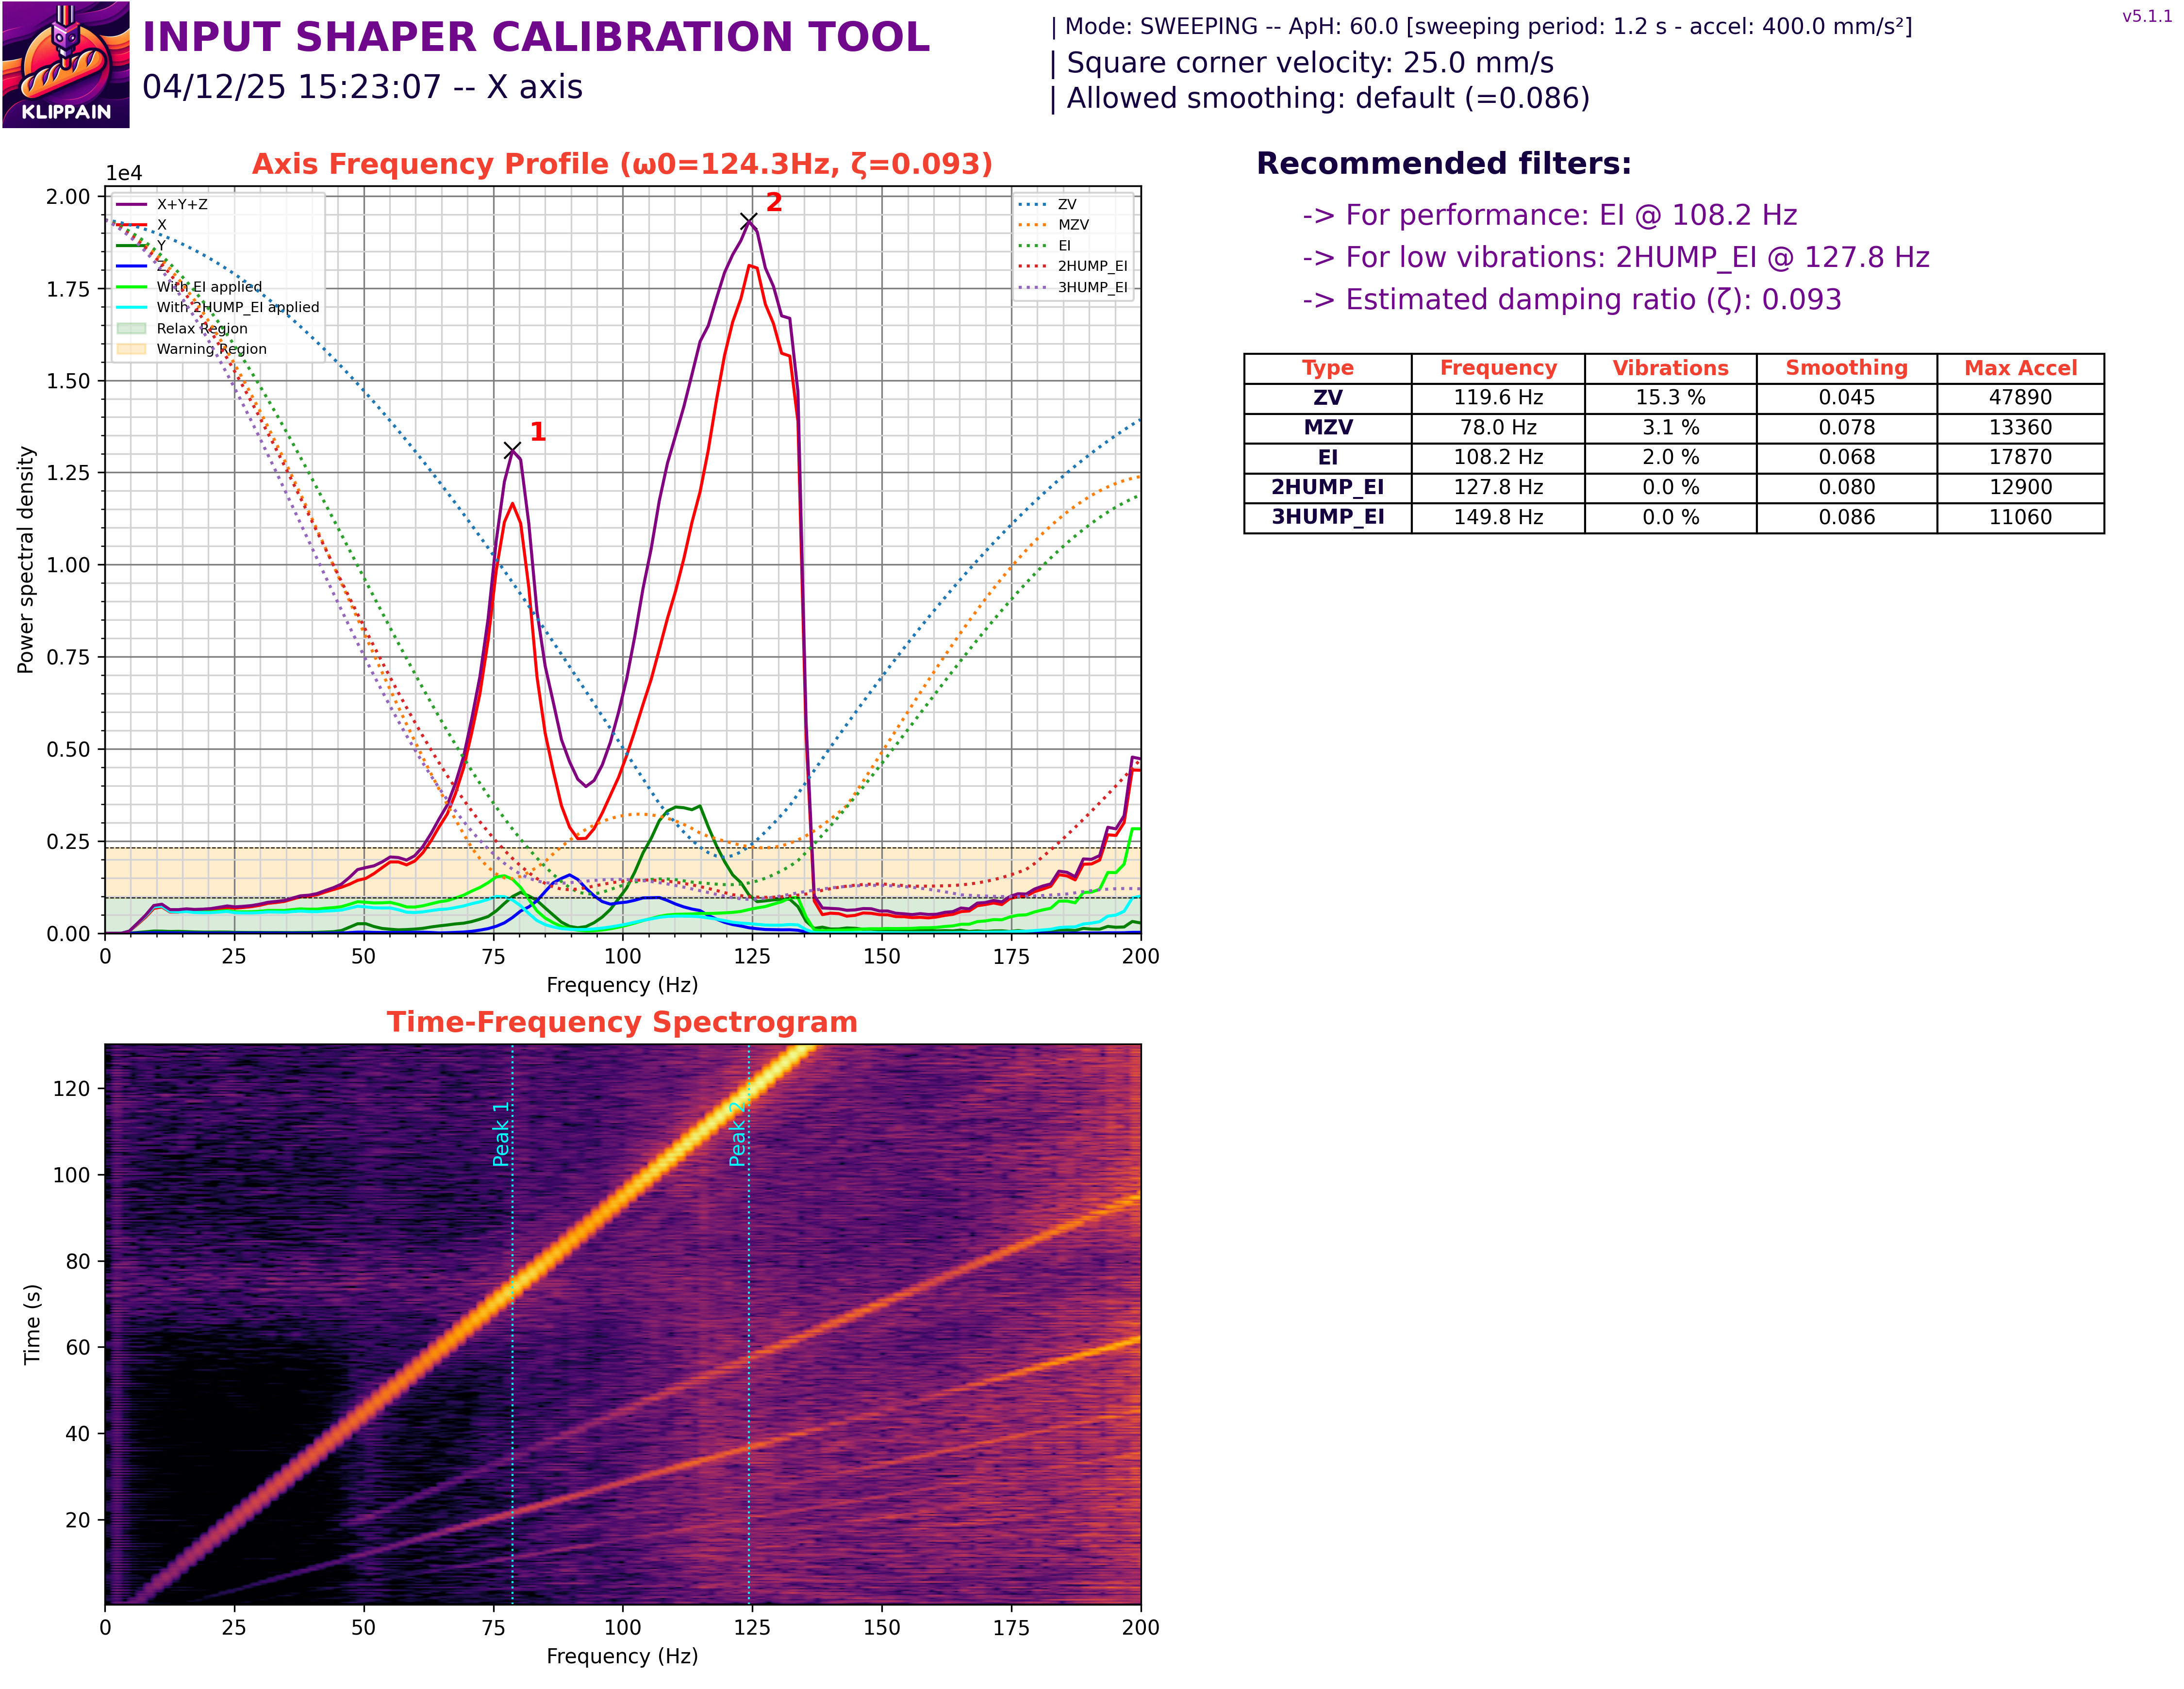 INPUT SHAPER CALIBRATION TOOL
04/12/25 15:23:07 -- X axis
KLIPPAIN
| Mode: SWEEPING -- ApH: 60.0 [sweeping period: 1.2 s - accel: 400.0 mm/s²]
| Square corner velocity: 25.0 mm/s
| Allowed smoothing: default (=0.086)
v5.1.1
Axis Frequency Profile (ω0=124.3Hz, ζ=0.093)
1e4
2.00
1.75
1.50
1.25
1.00
0.75
0.50
0.25
0.00
Power spectral density
X+Y+Z
X
Y
Z
With EI applied
With 2HUMP_EI applied
Relax Region
Warning Region
1
2
ZV
MZV
EI
2HUMP_EI
3HUMP_EI
0 25 50 75 100 125 150 175 200
Frequency (Hz)
Recommended filters:
-> For performance: EI @ 108.2 Hz
-> For low vibrations: 2HUMP_EI @ 127.8 Hz
-> Estimated damping ratio (ζ): 0.093
Type Frequency Vibrations Smoothing Max Accel
ZV 119.6 Hz 15.3 % 0.045 47890
MZV 78.0 Hz 3.1 % 0.078 13360
EI 108.2 Hz 2.0 % 0.068 17870
2HUMP_EI 127.8 Hz 0.0 % 0.080 12900
3HUMP_EI 149.8 Hz 0.0 % 0.086 11060
Time-Frequency Spectrogram
120
100
80
60
40
20
Time (s)
Peak 1
Peak 2
0 25 50 75 100 125 150 175 200
Frequency (Hz)